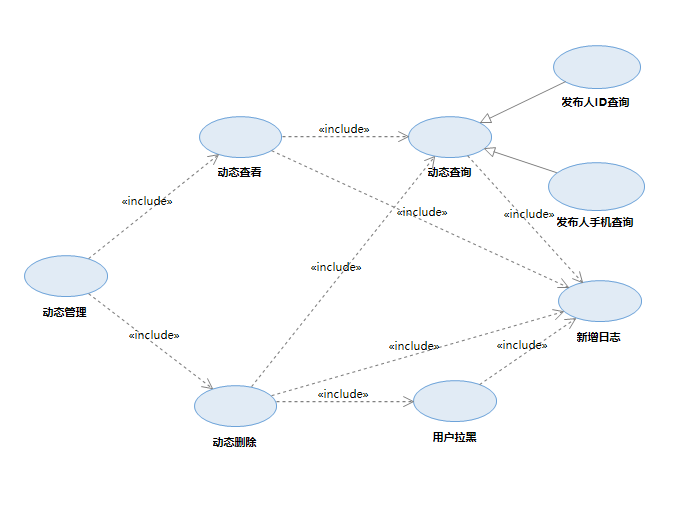 发布人ID查询
«include»
动态查看
动态查询
«include»
«include»
«include»
发布人手机查询
«include»
动态管理
«include»
新增日志
«include»
«include»
«include»
动态删除
用户拉黑